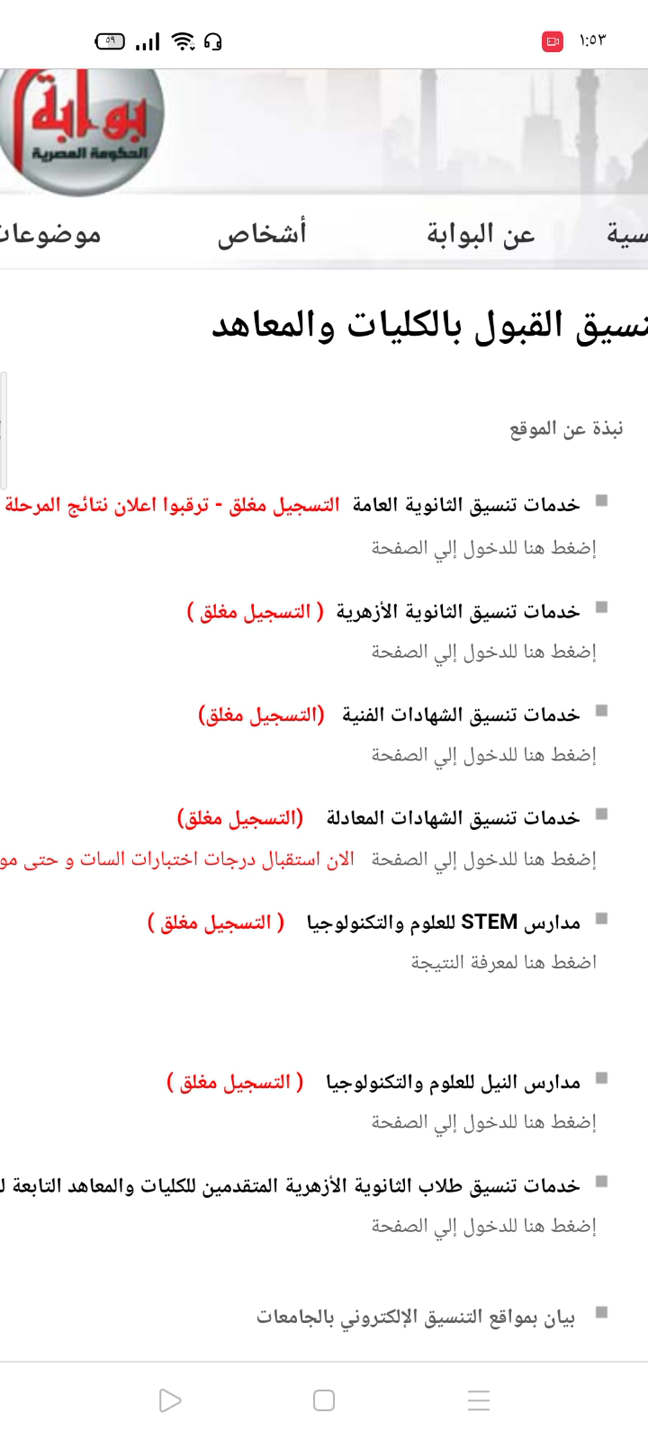 ٥٩
١:٥٣
بوابة
الحكومة المصرية
عن البوابة
أشخاص
القبول بالكليات والمعاهد
نبذة عن الموقع
خدمات تنسيق الثانوية العامة التسجيل مغلق - ترقبوا اعلان نتائج المرحلة
إضغط هنا للدخول إلي الصفحة
خدمات تنسيق الثانوية الأزهرية ( التسجيل مغلق )
إضغط هنا للدخول إلي الصفحة
خدمات تنسيق الشهادات الفنية (التسجيل مغلق)
إضغط هنا للدخول إلي الصفحة
خدمات تنسيق الشهادات المعادلة (التسجيل مغلق)
إضغط هنا للدخول إلي الصفحة الان استقبال درجات اختبارات السات و حتى
مدارس STEM للعلوم والتكنولوجيا ( التسجيل مغلق )
اضغط هنا لمعرفة النتيجة
مدارس النيل للعلوم والتكنولوجيا ( التسجيل مغلق )
إضغط هنا للدخول إلي الصفحة
خدمات تنسيق طلاب الثانوية الأزهرية المتقدمين للكليات والمعاهد التابعة
إضغط هنا للدخول إلي الصفحة
بيان بمواقع التنسيق الإلكتروني بالجامعات